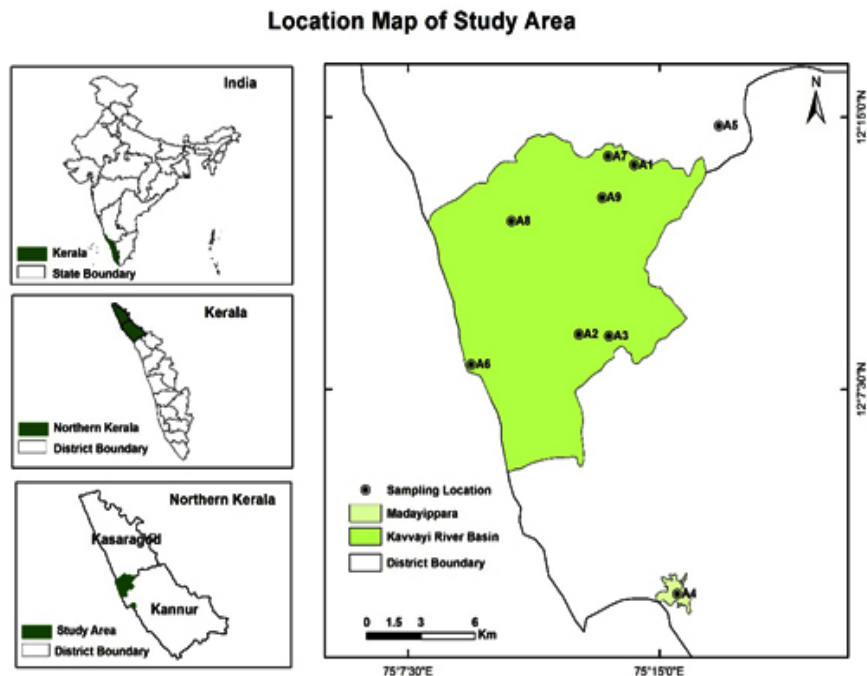 Location Map of Study Area
India
Kerala
State Boundary
Kerala
Northern Kerala
District Boundary
Northern Kerala
Kasaragod
Kannur
Study Area
District Boundary
N
12°15'0"N
A5
A7
A1
A9
A8
A2
A3
A6
12°7'30"N
Sampling Location
Madayippara
Kavvayi River Basin
District Boundary
A4
0 1.5 3 6
Km
75°7'30"E
75°15'0"E